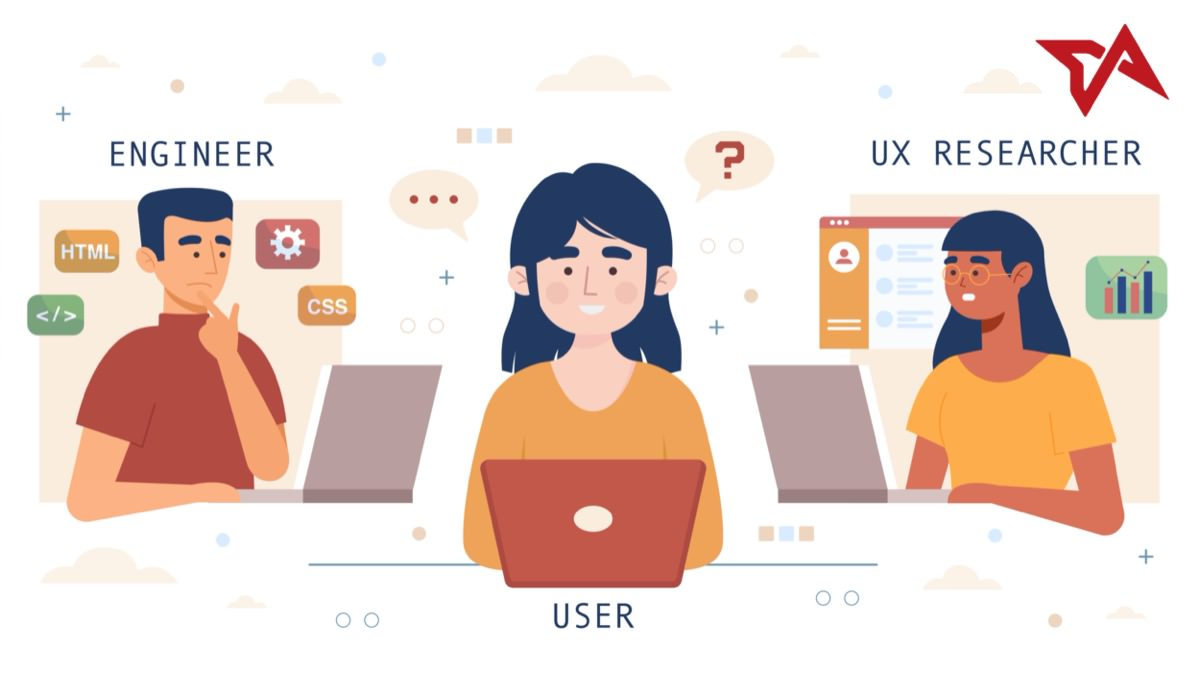 ENGINEER
UX RESEARCHER
HTML
</>
CSS
...
?
USER